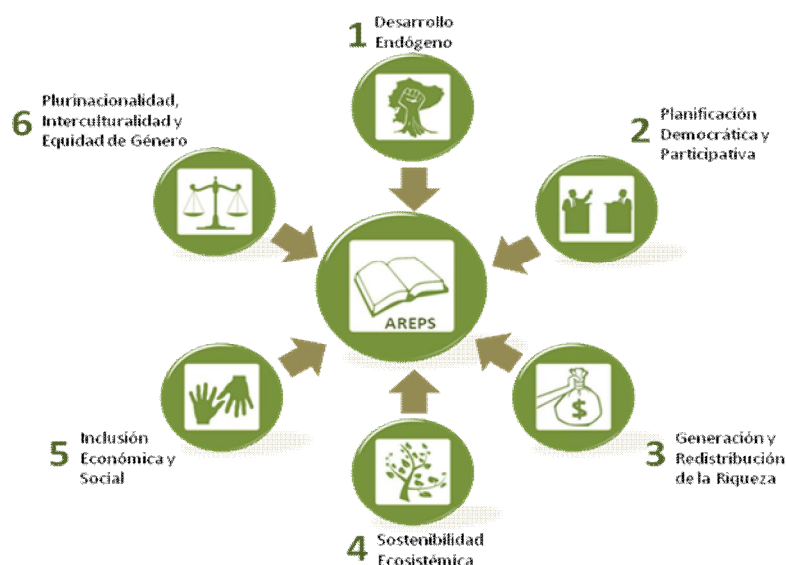 1 Desarrollo
Endógeno
2 Planificación
Democrática y
Participativa
3 Generación y
Redistribución
de la Riqueza
4 Sostenibilidad
Ecosistémica
5 Inclusión
Económica y
Social
6 Plurinacionalidad,
Interculturalidad y
Equidad de Género
AREPS
$